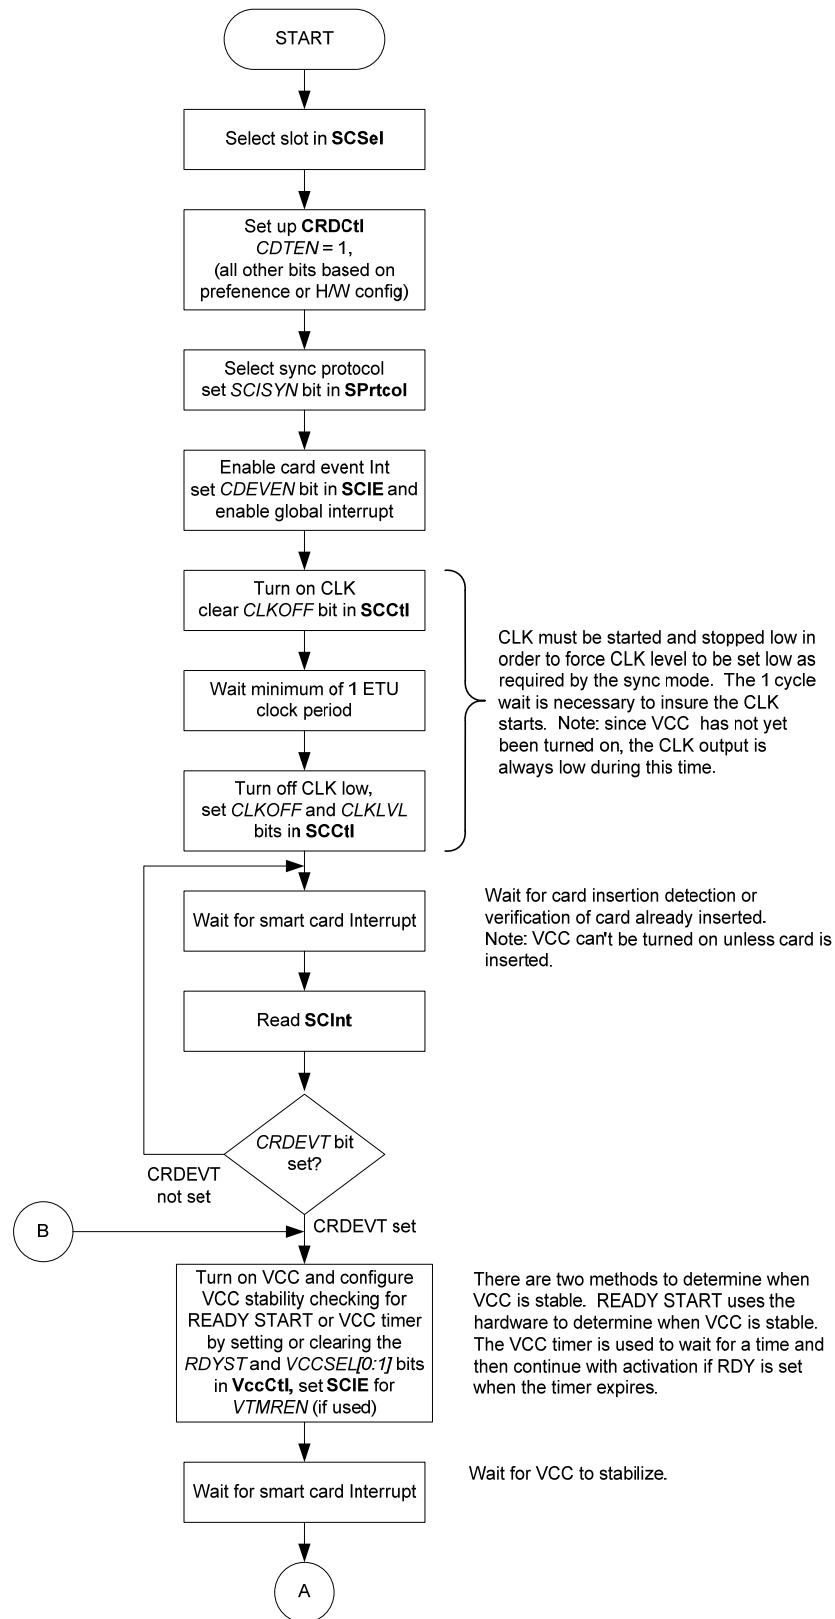 START
Select slot in SCSel
Set up CRDCtl
CDTEN = 1,
(all other bits based on
prefenence or H/W config)
Select sync protocol
set SCISYN bit in SPrtcol
Enable card event Int
set CDEVEN bit in SCIE and
enable global interrupt
Turn on CLK
clear CLKOFF bit in SCCtl
Wait minimum of 1 ETU
clock period
Turn off CLK low,
set CLKOFF and CLKLVL
bits in SCCtl
CLK must be started and stopped low in
order to force CLK level to be set low as
required by the sync mode. The 1 cycle
wait is necessary to insure the CLK
starts. Note: since VCC has not yet
been turned on, the CLK output is
always low during this time.
Wait for smart card Interrupt
Wait for card insertion detection or
verification of card already inserted.
Note: VCC can't be turned on unless card is
inserted.
Read SCInt
CRDEVT bit
set?
CRDEVT
not set
B
CRDEVT set
Turn on VCC and configure
VCC stability checking for
READY START or VCC timer
by setting or clearing the
RDYST and VCCSEL[0:1] bits
in VccCtl, set SCIE for
VTMREN (if used)
There are two methods to determine when
VCC is stable. READY START uses the
hardware to determine when VCC is stable.
The VCC timer is used to wait for a time and
then continue with activation if RDY is set
when the timer expires.
Wait for smart card Interrupt
Wait for VCC to stabilize.
A